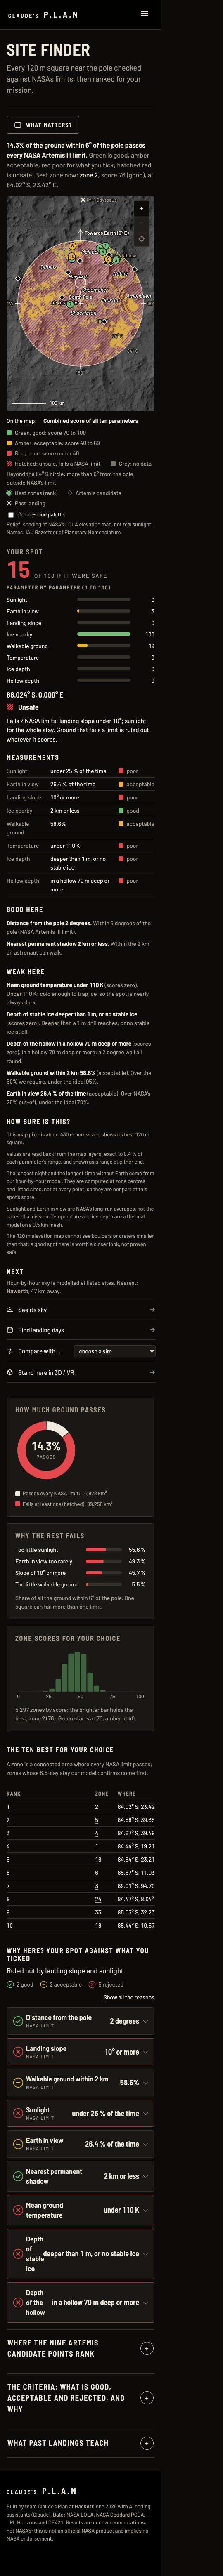 CLAUDE'S P.L.A.N
SITE FINDER
Every 120 m square near the pole checked
against NASA's limits, then ranked for your
mission.
WHAT MATTERS?
14.3% of the ground within 6° of the pole passes
every NASA Artemis III limit. Green is good, amber
acceptable, red poor for what you tick; hatched red
is unsafe. Best zone now: zone 2, score 76 (good), at
84.02° S, 23.42° E.
Towards Earth (0° E)
South Pole
Shackleton
100 km
On the map: Combined score of all ten parameters
Green, good: score 70 to 100
Amber, acceptable: score 40 to 69
Red, poor: score under 40
Hatched: unsafe, fails a NASA limit
Grey: no data
Beyond the 84° S circle: more than 6° from the pole,
outside NASA's limit
Best zones (rank)
Artemis candidate
Past landing
Colour-blind palette
Relief: shading of NASA's LOLA elevation map, not real sunlight.
Names: IAU Gazetteer of Planetary Nomenclature.
YOUR SPOT
15 OF 100 IF IT WERE SAFE
PARAMETER BY PARAMETER (0 TO 100)
Sunlight 0
Earth in view 3
Landing slope 0
Ice nearby 100
Walkable ground 19
Temperature 0
Ice depth 0
Hollow depth 0
88.024° S, 0.000° E
Unsafe
Fails 2 NASA limits: landing slope under 10°; sunlight
for the whole stay. Ground that fails a limit is ruled out
whatever it scores.
MEASUREMENTS
Sunlight under 25 % of the time poor
Earth in view 26.4 % of the time acceptable
Landing slope 10° or more poor
Ice nearby 2 km or less good
Walkable ground 58.6% acceptable
Temperature under 110 K poor
Ice depth deeper than 1 m, or no stable ice poor
Hollow depth in a hollow 70 m deep or more poor
GOOD HERE
Distance from the pole 2 degrees. Within 6 degrees of the
pole (NASA Artemis III limit).
Nearest permanent shadow 2 km or less. Within the 2 km
an astronaut can walk.
WEAK HERE
Mean ground temperature under 110 K (scores zero).
Under 110 K: cold enough to trap ice, so the spot is nearly
always dark.
Depth of stable ice deeper than 1 m, or no stable ice
(scores zero). Deeper than a 1 m drill reaches, or no stable
ice at all.
Depth of the hollow in a hollow 70 m deep or more (scores
zero). In a hollow 70 m deep or more: a 2 degree wall all
round.
Walkable ground within 2 km 58.6% (acceptable). Over the
50% we require, under the ideal 95%.
Earth in view 26.4 % of the time (acceptable). Over NASA's
25% cut-off, under the ideal 70%.
HOW SURE IS THIS?
This map pixel is about 430 m across and shows its best 120 m
square.
Values are read back from the map layers: exact to 0.4 % of
each parameter's range, and shown as a range at either end.
The longest night and the longest time without Earth come from
our hour-by-hour model. They are computed at zone centres
and listed sites, not at every point, so they are not part of this
spot's score.
Sunlight and Earth in view are NASA's long-run averages, not the
dates of a mission. Temperature and ice depth are a thermal
model on a 0.5 km mesh.
The 120 m elevation map cannot see boulders or craters smaller
than that: a good spot here is worth a closer look, not proven
safe.
NEXT
Hour-by-hour sky is modelled at listed sites. Nearest:
Haworth, 47 km away.
See its sky
Find landing days
Compare with... choose a site
Stand here in 3D / VR
HOW MUCH GROUND PASSES
14.3%
PASSES
Passes every NASA limit: 14,928 km²
Fails at least one (hatched): 89,256 km²
WHY THE REST FAILS
Too little sunlight 55.8 %
Earth in view too rarely 49.3 %
Slope of 10° or more 45.7 %
Too little walkable ground 5.5 %
Share of all ground within 6° of the pole. One
square can fail more than one limit.
ZONE SCORES FOR YOUR CHOICE
0 25 50 75 100
5,297 zones by score; the brighter bar holds the
best, zone 2 (76). Green starts at 70, amber at 40.
THE TEN BEST FOR YOUR CHOICE
A zone is a connected area where every NASA limit passes;
zones whose 6.5-day stay our model confirms come first.
RANK ZONE WHERE
1 2 84.02° S, 23.42
2 5 84.58° S, 39.35
3 4 84.67° S, 39.49
4 1 84.44° S, 19.21
5 16 84.64° S, 23.21
6 6 85.67° S, 11.03
7 3 89.01° S, 94.70
8 24 84.47° S, 8.04°
9 33 85.03° S, 32.23
10 19 85.44° S, 10.57
WHY HERE? YOUR SPOT AGAINST WHAT YOU
TICKED
Ruled out by landing slope and sunlight.
2 good 2 acceptable 5 rejected
Show all the reasons
Distance from the pole 2 degrees
NASA LIMIT
Landing slope 10° or more
NASA LIMIT
Walkable ground within 2 km 58.6%
NASA LIMIT
Sunlight under 25 % of the time
NASA LIMIT
Earth in view 26.4 % of the time
NASA LIMIT
Nearest permanent
shadow 2 km or less
Mean ground
temperature under 110 K
Depth
of
stable
ice deeper than 1 m, or no stable ice
Depth
of the
hollow in a hollow 70 m deep or more
WHERE THE NINE ARTEMIS
CANDIDATE POINTS RANK
THE CRITERIA: WHAT IS GOOD,
ACCEPTABLE AND REJECTED, AND
WHY
WHAT PAST LANDINGS TEACH
CLAUDE'S P.L.A.N
Built by team Claude's Plan at HackAthlone 2026 with AI coding
assistants (Claude). Data: NASA LOLA, NASA Goddard PGDA,
JPL Horizons and DE421. Results are our own computations,
not NASA's; this is not an official NASA product and implies no
NASA endorsement.